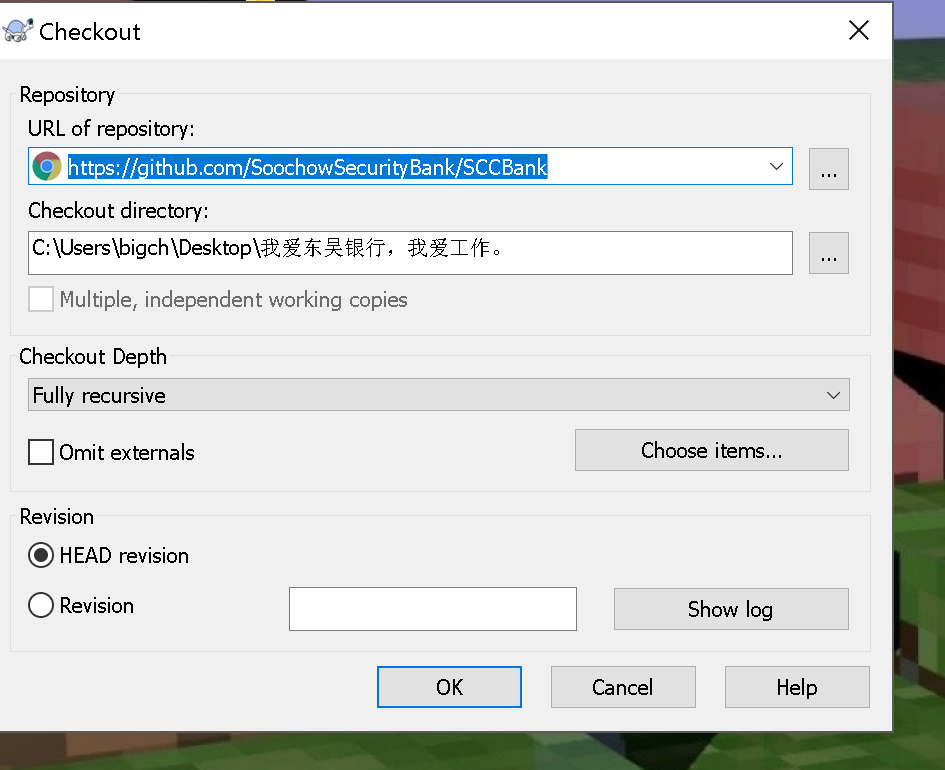 Checkout
Repository
URL of repository:
https://github.com/SoochowSecurityBank/SCCBank
...
Checkout directory:
C:\Users\bigch\Desktop\我爱东吴银行，我爱工作。
...
Multiple, independent working copies
Checkout Depth
Fully recursive
Omit externals
Choose items...
Revision
HEAD revision
Revision
Show log
OK
Cancel
Help